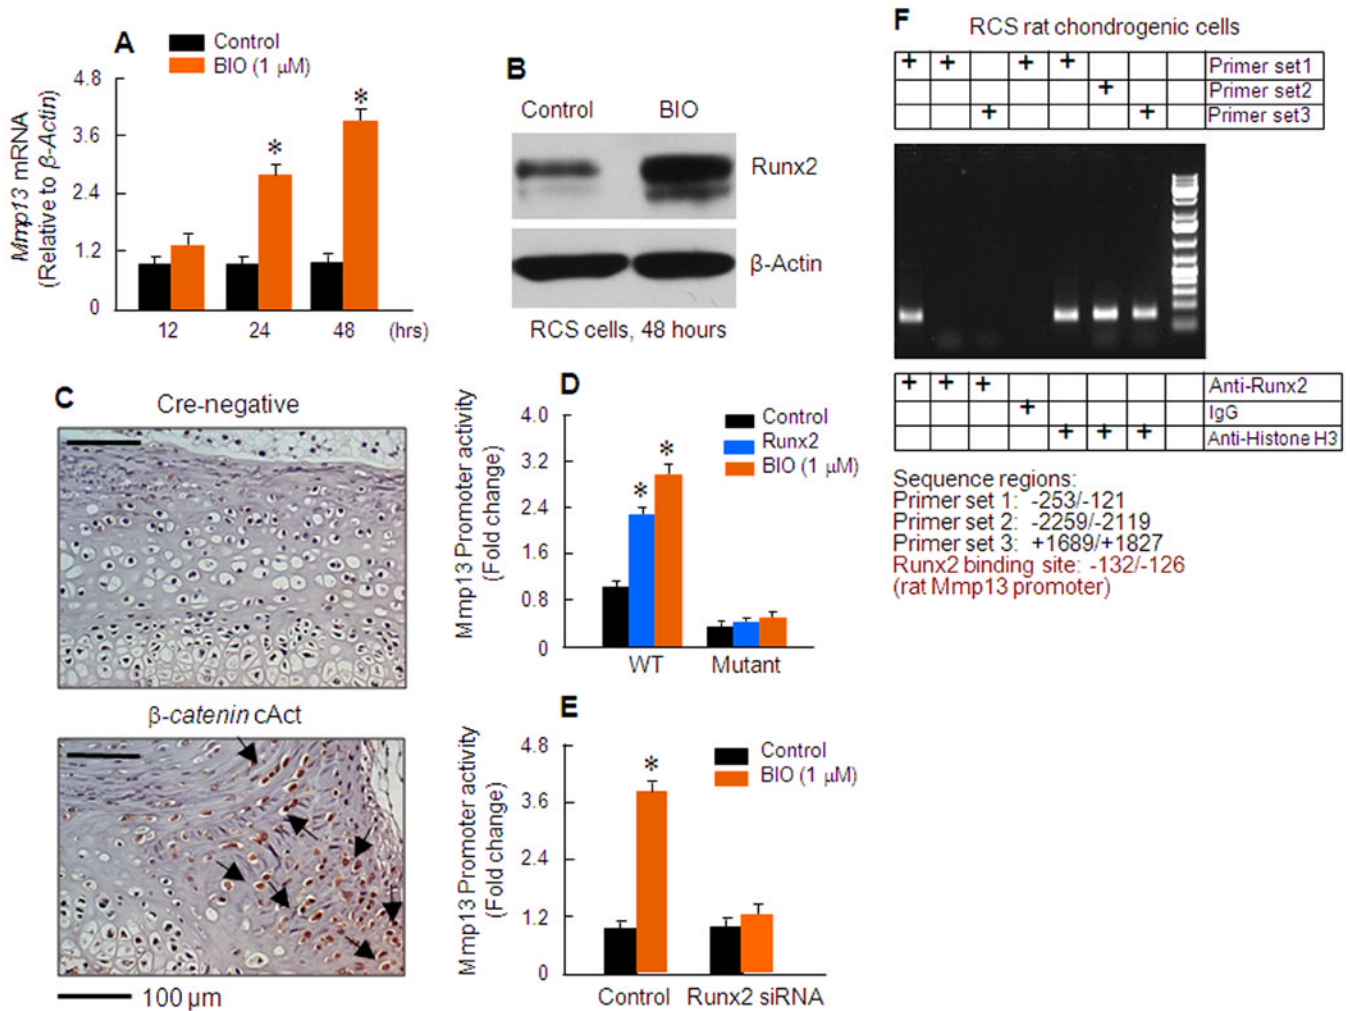 A
Control
BIO (1 µM)
Mmp13 mRNA
(Relative to β-Actin)
4.8
3.6
2.4
1.2
0
*
*
12 24 48 (hrs)
B
Control BIO
Runx2
β-Actin
RCS cells, 48 hours
C
Cre-negative
β-catenin cAct
100 µm
D
Control
Runx2
BIO (1 µM)
Mmp13 Promoter activity
(Fold change)
4.0
3.2
2.4
1.6
0.8
0
*
*
WT Mutant
E
Control
BIO (1 µM)
Mmp13 Promoter activity
(Fold change)
4.8
3.6
2.4
1.2
0
*
Control Runx2 siRNA
F
RCS rat chondrogenic cells
+ + + + Primer set1
+ Primer set2
+ + Primer set3
+ + + Anti-Runx2
+ IgG
+ + + Anti-Histone H3
Sequence regions:
Primer set 1: -253/-121
Primer set 2: -2259/-2119
Primer set 3: +1689/+1827
Runx2 binding site: -132/-126
(rat Mmp13 promoter)